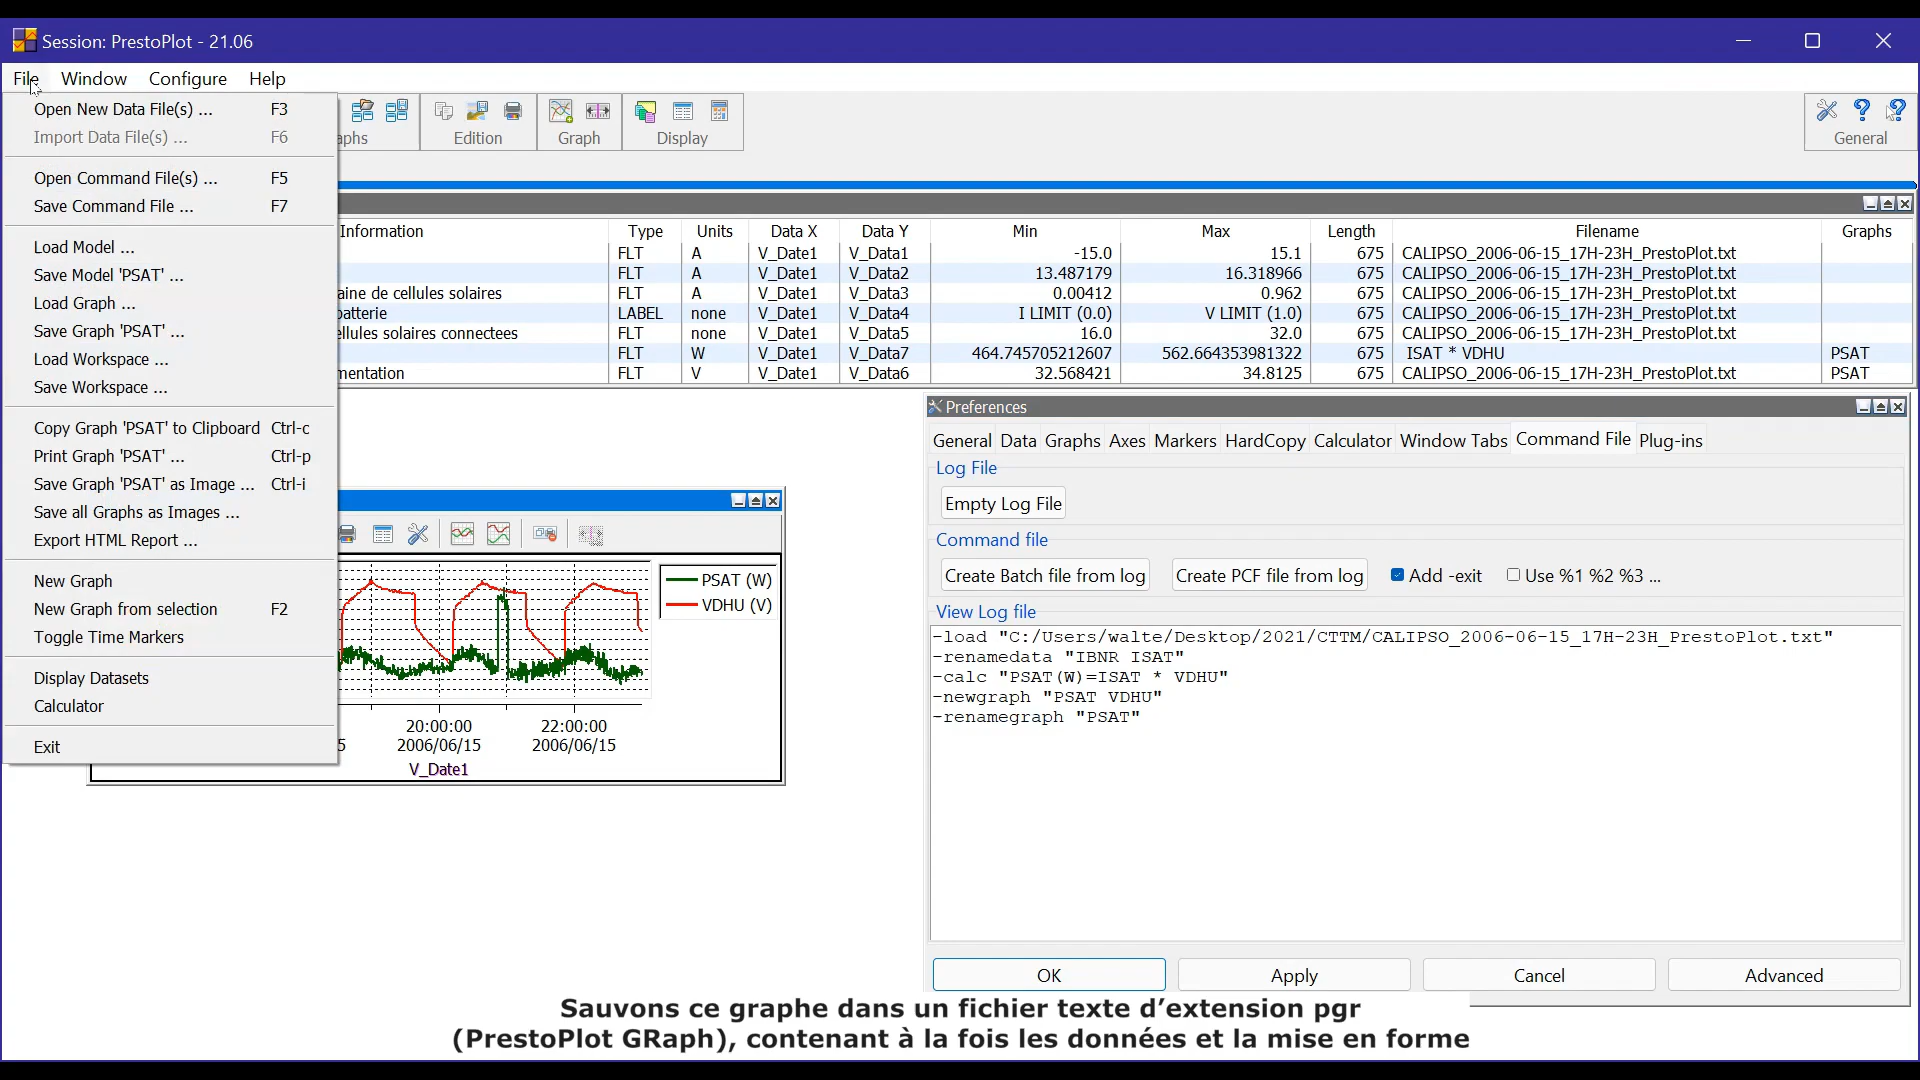 Session: PrestoPlot - 21.06
File Window Configure Help
Open New Data File(s) ... F3
Import Data File(s) ... F6
Open Command File(s) ... F5
Save Command File ... F7
Load Model ...
Save Model 'PSAT' ...
Load Graph ...
Save Graph 'PSAT' ...
Load Workspace ...
Save Workspace ...
Copy Graph 'PSAT' to Clipboard Ctrl-c
Print Graph 'PSAT' ... Ctrl-p
Save Graph 'PSAT' as Image ... Ctrl-i
Save all Graphs as Images ...
Export HTML Report ...
New Graph
New Graph from selection F2
Toggle Time Markers
Display Datasets
Calculator
Exit
aphs Edition Graph Display General
Information Type Units Data X Data Y Min Max Length Filename Graphs
FLT A V_Date1 V_Data1 -15.0 15.1 675 CALIPSO_2006-06-15_17H-23H_PrestoPlot.txt
FLT A V_Date1 V_Data2 13.487179 16.318966 675 CALIPSO_2006-06-15_17H-23H_PrestoPlot.txt
aine de cellules solaires FLT A V_Date1 V_Data3 0.00412 0.962 675 CALIPSO_2006-06-15_17H-23H_PrestoPlot.txt
batterie LABEL none V_Date1 V_Data4 I LIMIT (0.0) V LIMIT (1.0) 675 CALIPSO_2006-06-15_17H-23H_PrestoPlot.txt
ellules solaires connectees FLT none V_Date1 V_Data5 16.0 32.0 675 CALIPSO_2006-06-15_17H-23H_PrestoPlot.txt
FLT W V_Date1 V_Data7 464.745705212607 562.664353981322 675 ISAT * VDHU PSAT
mentation FLT V V_Date1 V_Data6 32.568421 34.8125 675 CALIPSO_2006-06-15_17H-23H_PrestoPlot.txt PSAT
PSAT (W)
VDHU (V)
20:00:00 22:00:00
5 2006/06/15 2006/06/15
V_Date1
Preferences
General Data Graphs Axes Markers HardCopy Calculator Window Tabs Command File Plug-ins
Log File
Empty Log File
Command file
Create Batch file from log Create PCF file from log Add -exit Use %1 %2 %3 ...
View Log file
-load "C:/Users/walte/Desktop/2021/CTTM/CALIPSO_2006-06-15_17H-23H_PrestoPlot.txt"
-renamedata "IBNR ISAT"
-calc "PSAT(W)=ISAT * VDHU"
-newgraph "PSAT VDHU"
-renamegraph "PSAT"
OK Apply Cancel Advanced
Sauvons ce graphe dans un fichier texte d’extension pgr
(PrestoPlot GRaph), contenant à la fois les données et la mise en forme